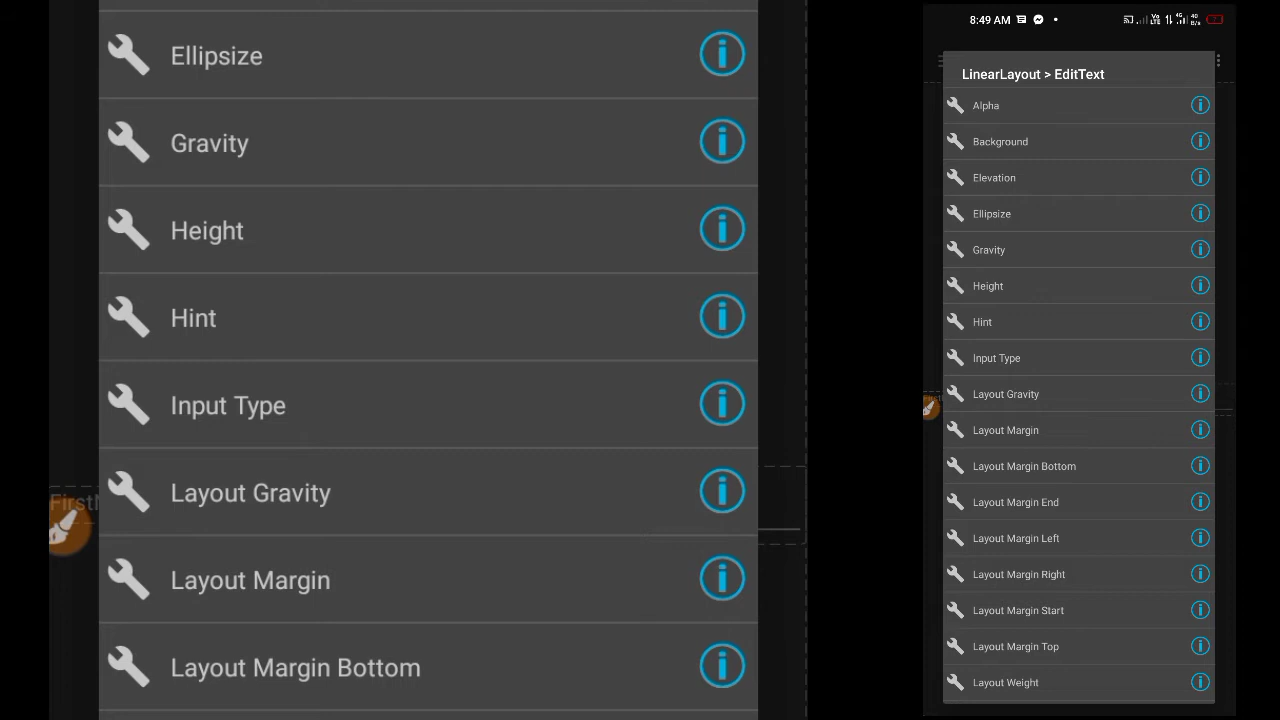 Ellipsize
Gravity
Height
Hint
Input Type
Layout Gravity
Layout Margin
Layout Margin Bottom
8:49 AM
LinearLayout > EditText
Alpha
Background
Elevation
Ellipsize
Gravity
Height
Hint
Input Type
Layout Gravity
Layout Margin
Layout Margin Bottom
Layout Margin End
Layout Margin Left
Layout Margin Right
Layout Margin Start
Layout Margin Top
Layout Weight